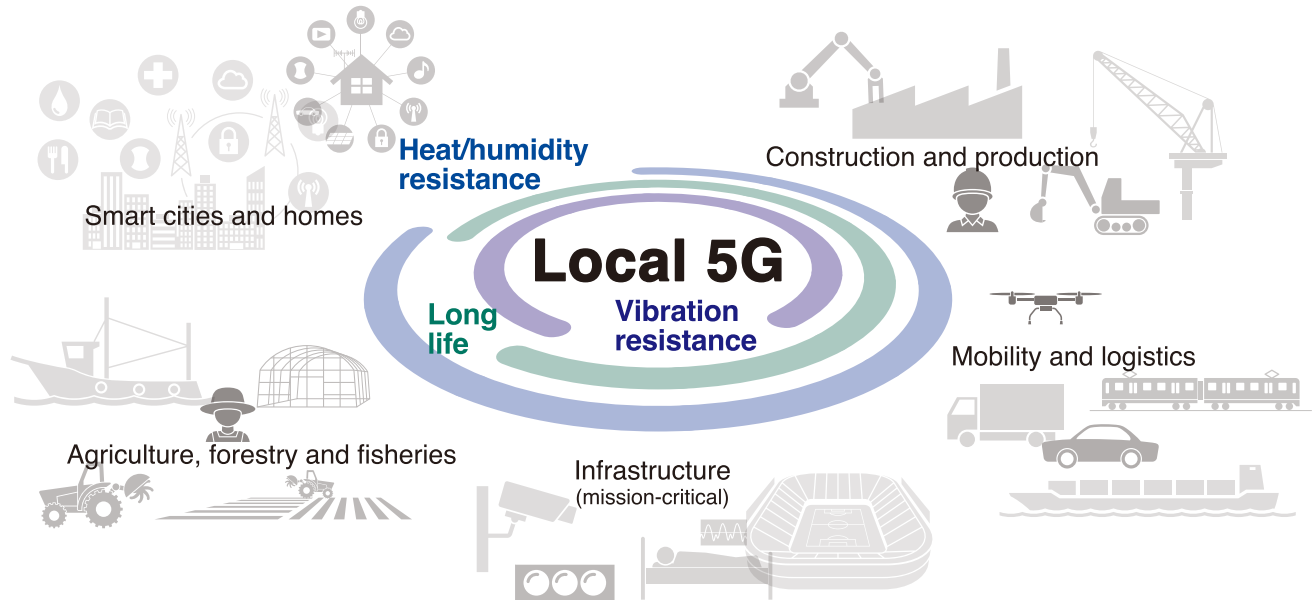 Heat/humidity
resistance
Construction and production
Smart cities and homes
Local 5G
Long
life
Vibration
resistance
Mobility and logistics
Agriculture, forestry and fisheries
Infrastructure
(mission-critical)